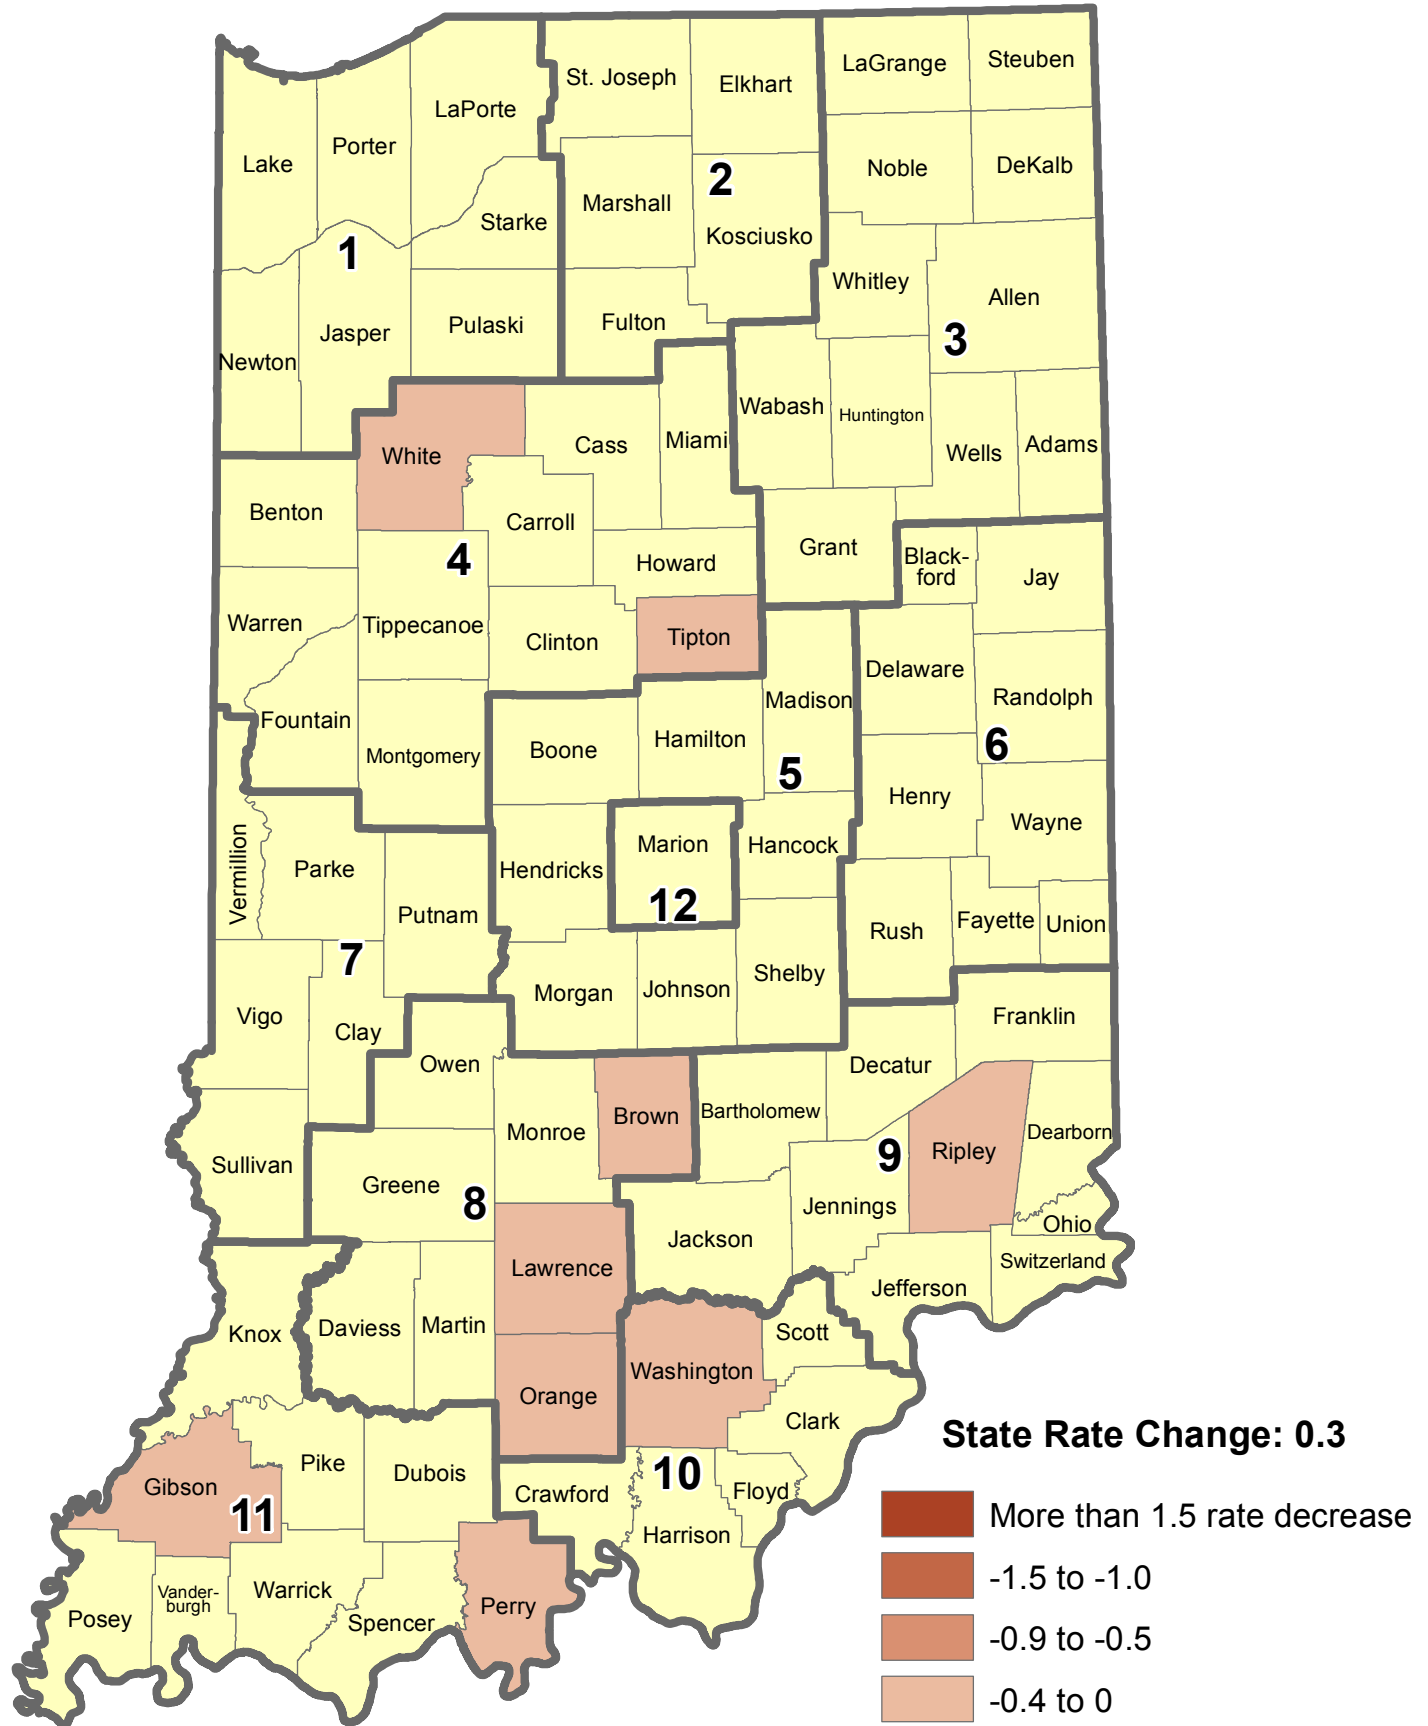 LaGrange
Steuben
St. Joseph
Elkhart
LaPorte
Porter
Lake
Noble
DeKalb
2
Marshall
Starke
Kosciusko
1
Whitley
Allen
Jasper
Pulaski
Fulton
3
Newton
Wabash
Huntington
Cass
Miami
White
Wells
Adams
Benton
Carroll
Grant
4
Howard
Black-
ford
Jay
Warren
Tippecanoe
Clinton
Tipton
Delaware
Madison
Randolph
Fountain
Montgomery
Boone
Hamilton
6
5
Henry
Wayne
Vermillion
Parke
Hendricks
Marion
Hancock
12
Putnam
Rush
Fayette
Union
7
Morgan
Johnson
Shelby
Vigo
Clay
Franklin
Owen
Decatur
Monroe
Brown
Bartholomew
Dearborn
Sullivan
9
Ripley
Greene
8
Jennings
Ohio
Jackson
Switzerland
Lawrence
Jefferson
Knox
Daviess
Martin
Scott
Washington
Orange
Clark
State Rate Change: 0.3
Pike
Dubois
10
Gibson
11
Crawford
Floyd
Harrison
More than 1.5 rate decrease
-1.5 to -1.0
Warrick
Vander-
burgh
Posey
Spencer
Perry
-0.9 to -0.5
-0.4 to 0